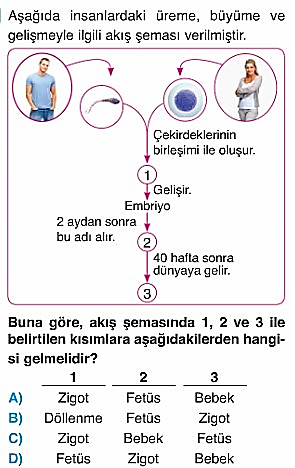 Aşağıda insanlardaki üreme, büyüme ve
gelişmeyle ilgili akış şeması verilmiştir.
Çekirdeklerinin
birleşimi ile oluşur.
1
Gelişir.
Embriyo
2 aydan sonra
bu adı alır.
2
40 hafta sonra
dünyaya gelir.
3
Buna göre, akış şemasında 1, 2 ve 3 ile
belirtilen kısımlara aşağıdakilerden hangi-
si gelmelidir?
1 2 3
A) Zigot Fetüs Bebek
B) Döllenme Fetüs Zigot
C) Zigot Bebek Fetüs
D) Fetüs Zigot Bebek